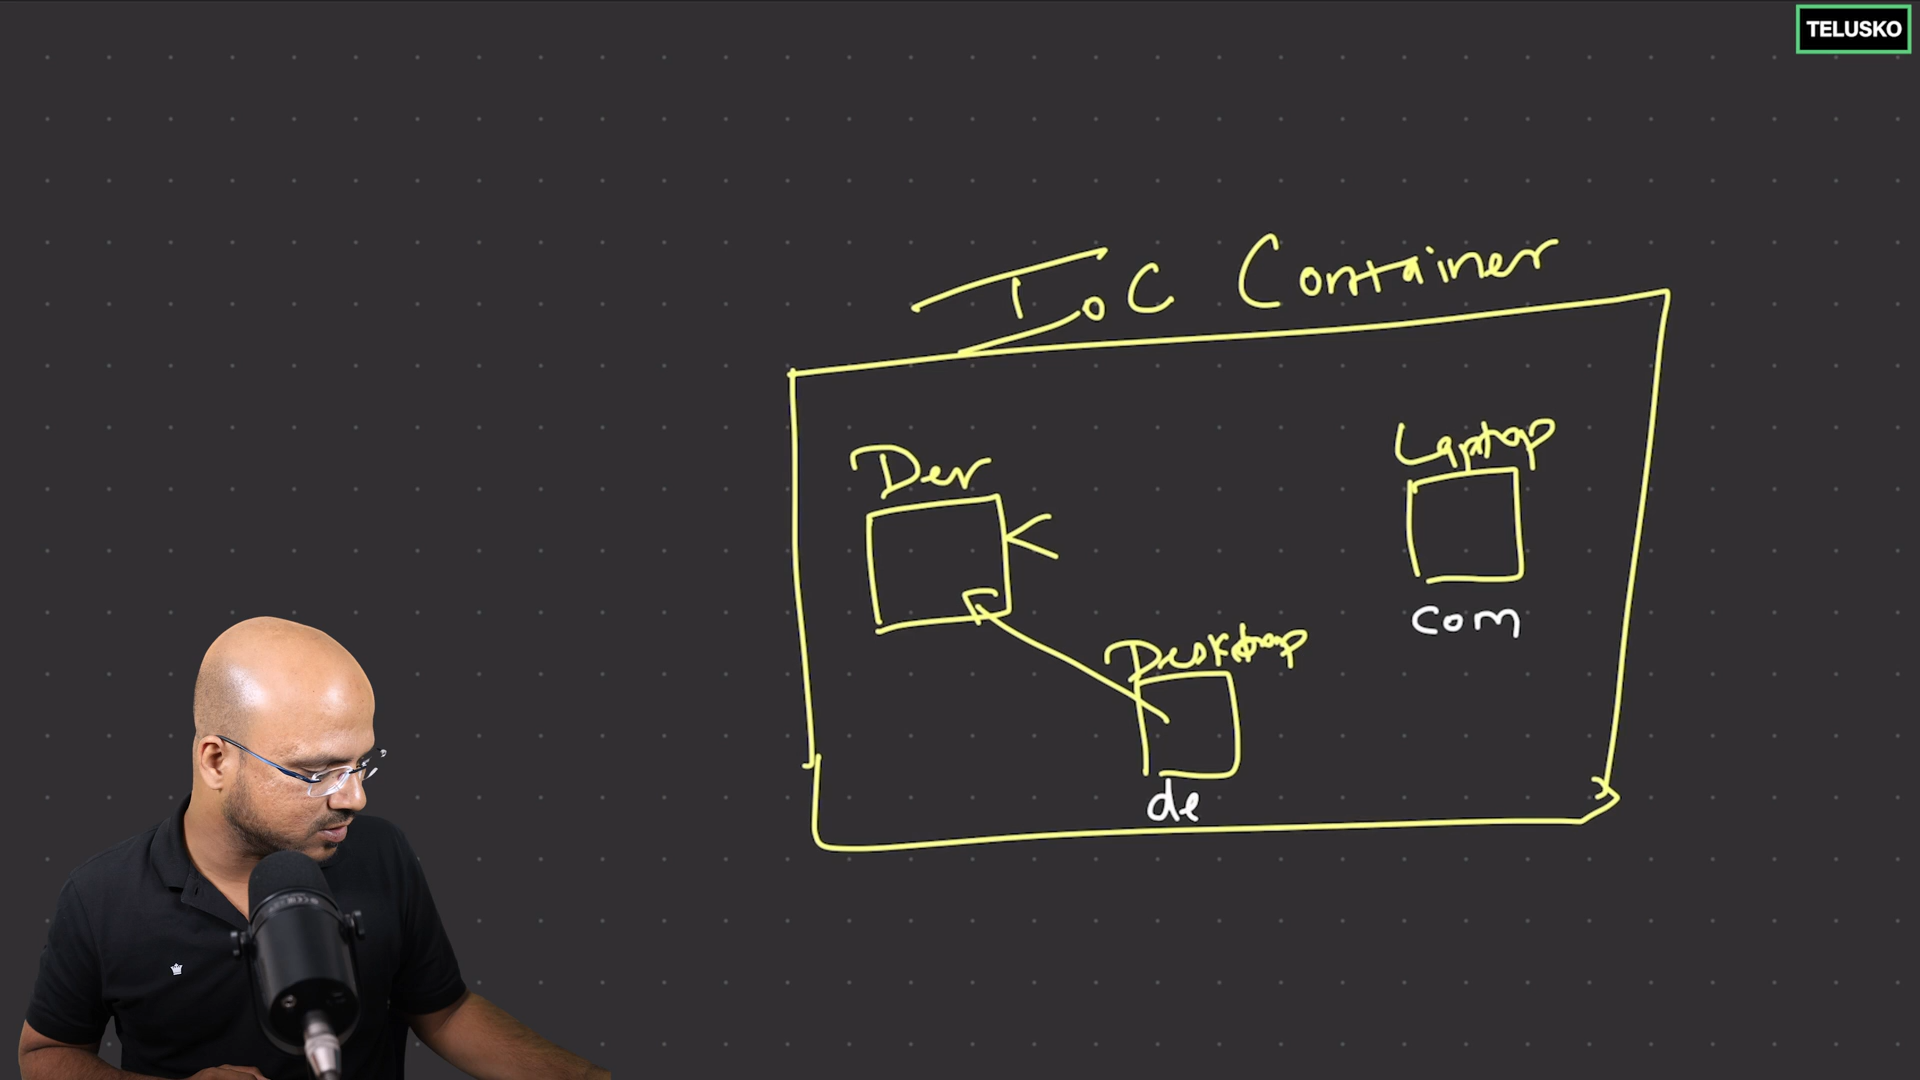 TELUSKO
IoC Container
Dev
Laptop
com
Desktop
de